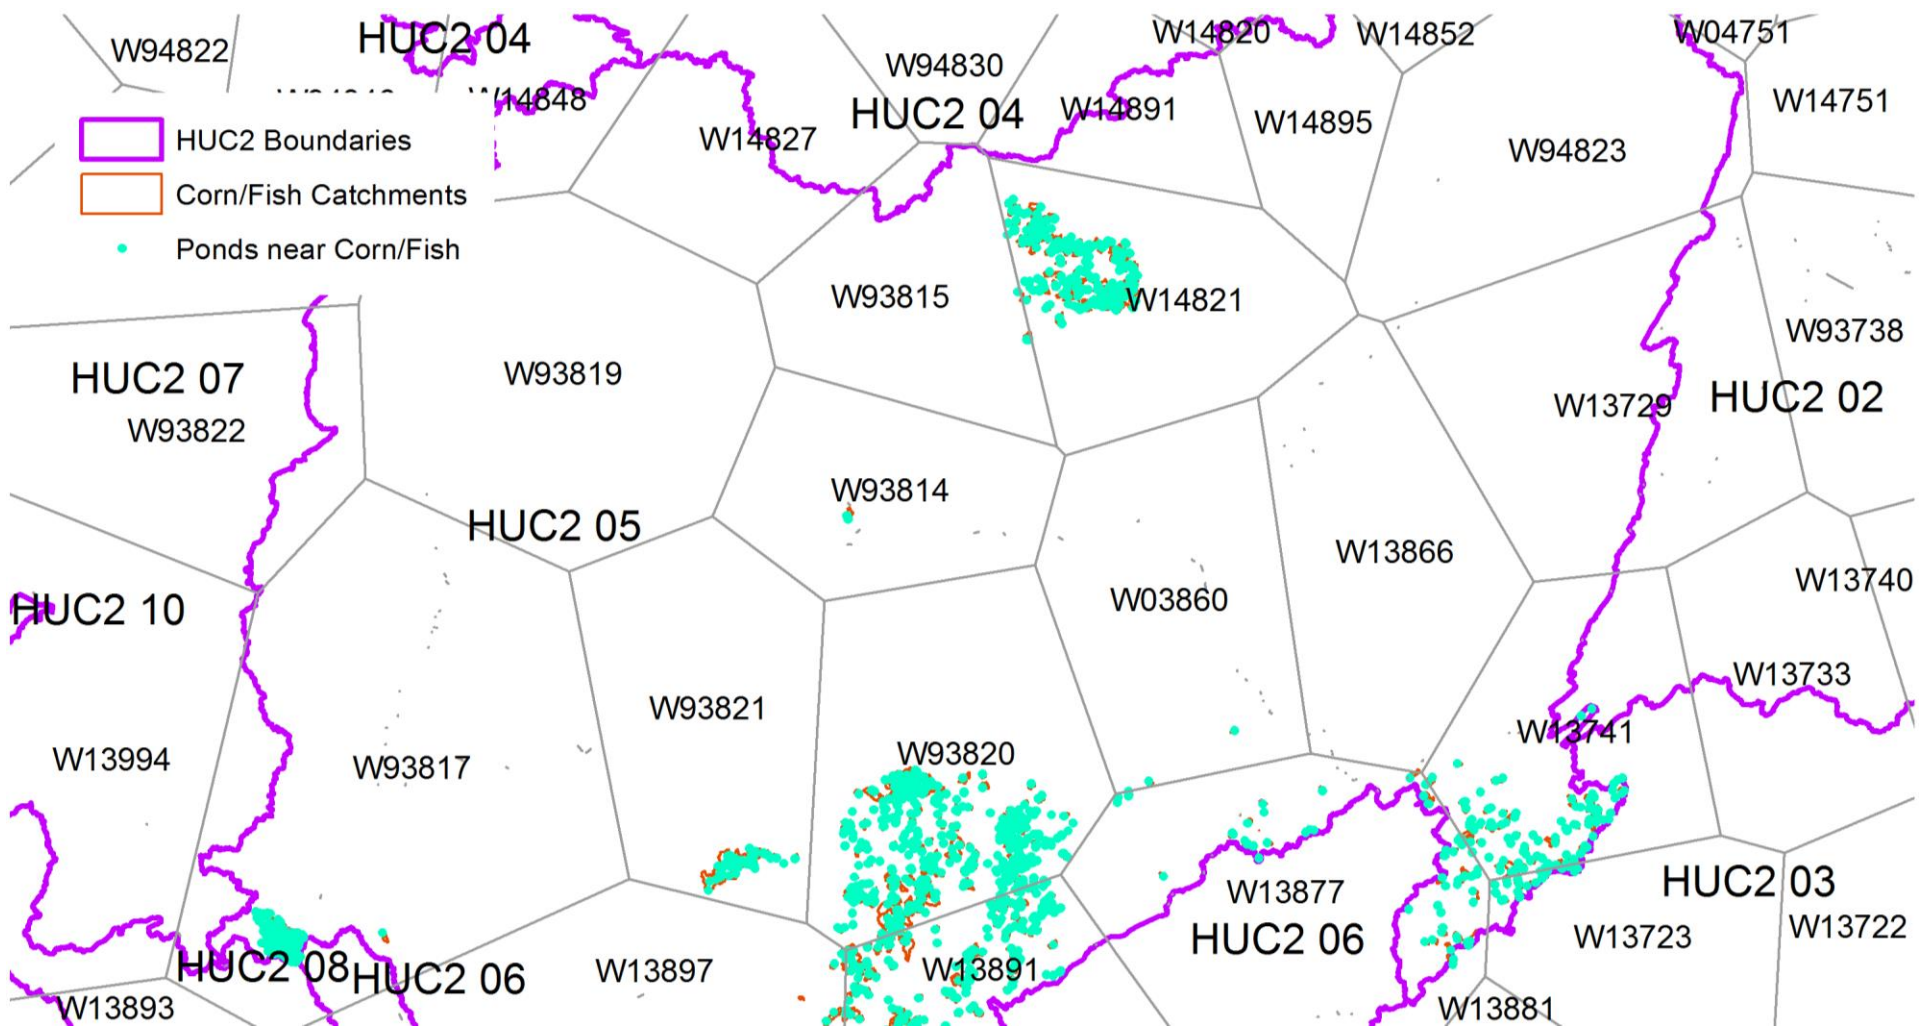 W94822
HUC2 04
W94830
HUC2 04
W14820
W14852
W04751
W14848
W14827
W14891
W14895
W94823
W14751
HUC2 Boundaries
Corn/Fish Catchments
Ponds near Corn/Fish
W93815
W14821
W93738
HUC2 07
W93822
W93819
W13729
HUC2 02
W93814
HUC2 05
W13866
HUC2 10
W03860
W13740
W13733
W93821
W13994
W93817
W93820
W13741
W13877
HUC2 03
HUC2 06
W13723
W13722
HUC2 08
HUC2 06
W13897
W13891
W13893
W13881